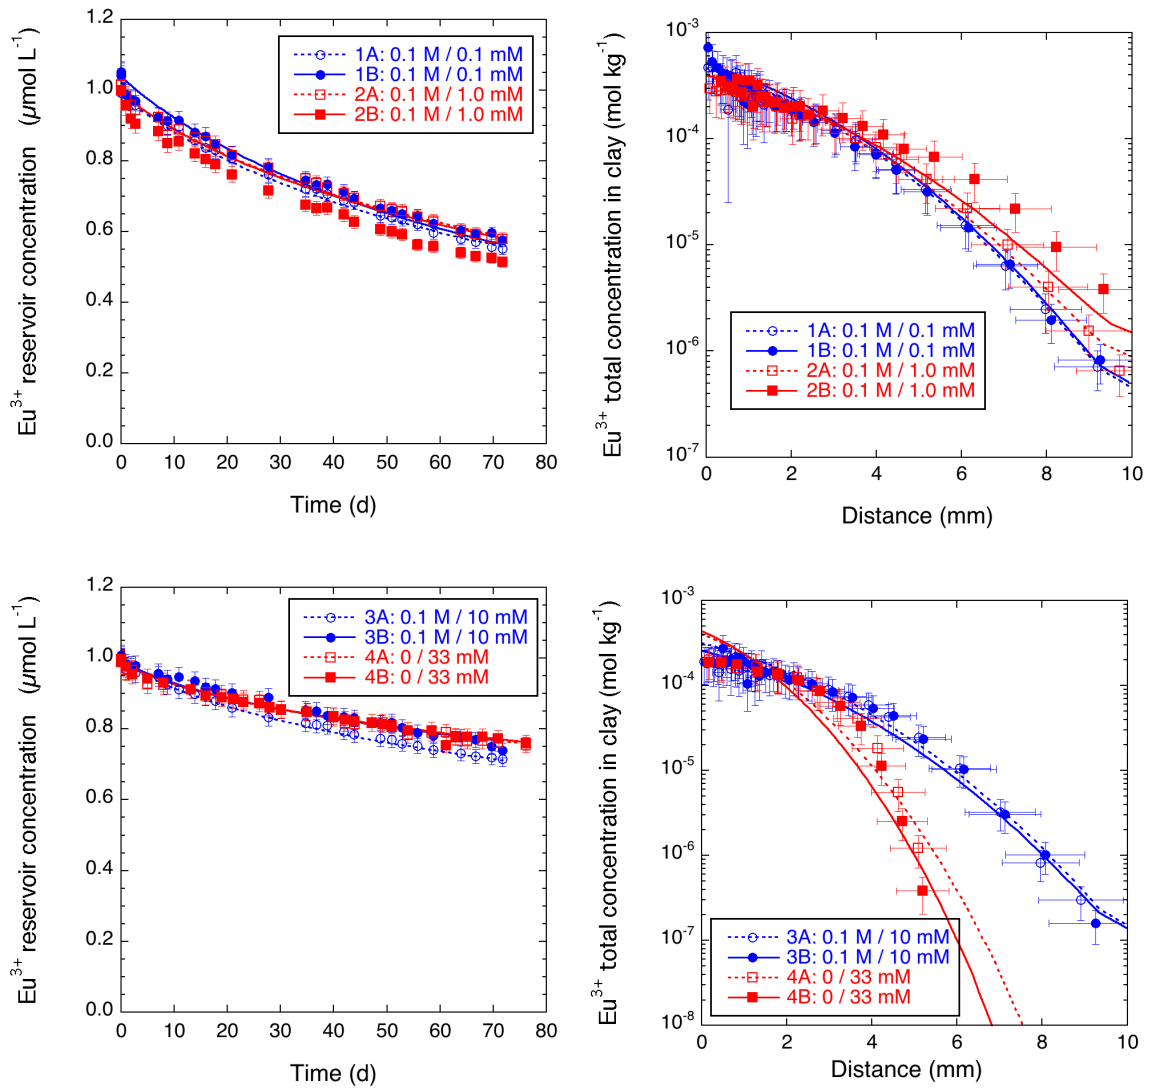 Eu³⁺ reservoir concentration (µmol L⁻¹)
1.2
1.0
0.8
0.6
0.4
0.2
0.0
1A: 0.1 M / 0.1 mM
1B: 0.1 M / 0.1 mM
2A: 0.1 M / 1.0 mM
2B: 0.1 M / 1.0 mM
0 10 20 30 40 50 60 70 80
Time (d)
Eu³⁺ total concentration in clay (mol kg⁻¹)
10⁻³
10⁻⁴
10⁻⁵
10⁻⁶
10⁻⁷
1A: 0.1 M / 0.1 mM
1B: 0.1 M / 0.1 mM
2A: 0.1 M / 1.0 mM
2B: 0.1 M / 1.0 mM
0 2 4 6 8 10
Distance (mm)
Eu³⁺ reservoir concentration (µmol L⁻¹)
1.2
1.0
0.8
0.6
0.4
0.2
0.0
3A: 0.1 M / 10 mM
3B: 0.1 M / 10 mM
4A: 0 / 33 mM
4B: 0 / 33 mM
0 10 20 30 40 50 60 70 80
Time (d)
Eu³⁺ total concentration in clay (mol kg⁻¹)
10⁻³
10⁻⁴
10⁻⁵
10⁻⁶
10⁻⁷
10⁻⁸
3A: 0.1 M / 10 mM
3B: 0.1 M / 10 mM
4A: 0 / 33 mM
4B: 0 / 33 mM
0 2 4 6 8 10
Distance (mm)